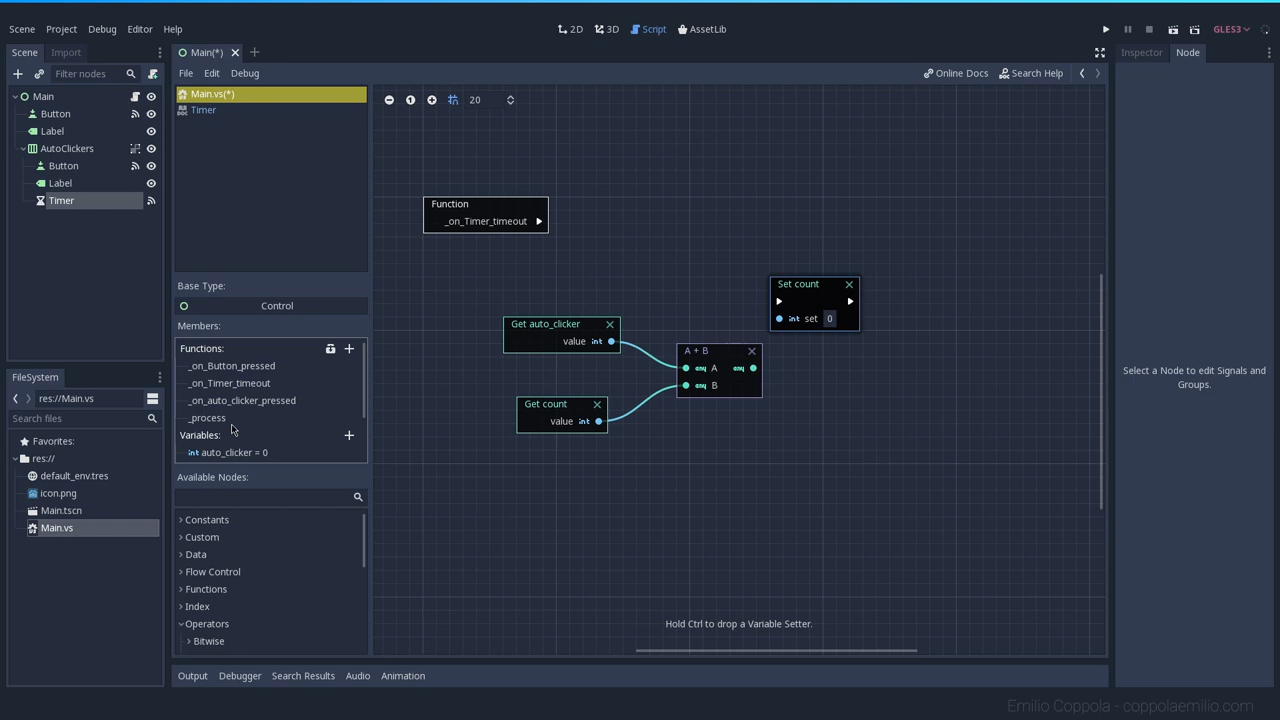 Scene Project Debug Editor Help
2D 3D Script AssetLib
GLES3
Scene Import
Main(*)
Inspector Node
Filter nodes
File Edit Debug
Online Docs Search Help
Main
Button
Label
AutoClickers
Button
Label
Timer
Main.vs(*)
Timer
1 20
Function
_on_Timer_timeout
Set count
int set 0
Get auto_clicker
value int
A + B
any A any
any B
Get count
value int
Hold Ctrl to drop a Variable Setter.
Base Type:
Control
Members:
Functions:
_on_Button_pressed
_on_Timer_timeout
_on_auto_clicker_pressed
_process
Variables:
int auto_clicker = 0
Available Nodes:
Constants
Custom
Data
Flow Control
Functions
Index
Operators
Bitwise
FileSystem
res://Main.vs
Search files
Favorites:
res://
default_env.tres
icon.png
Main.tscn
Main.vs
Select a Node to edit Signals and
Groups.
Output Debugger Search Results Audio Animation
Emilio Coppola - coppolaemilio.com